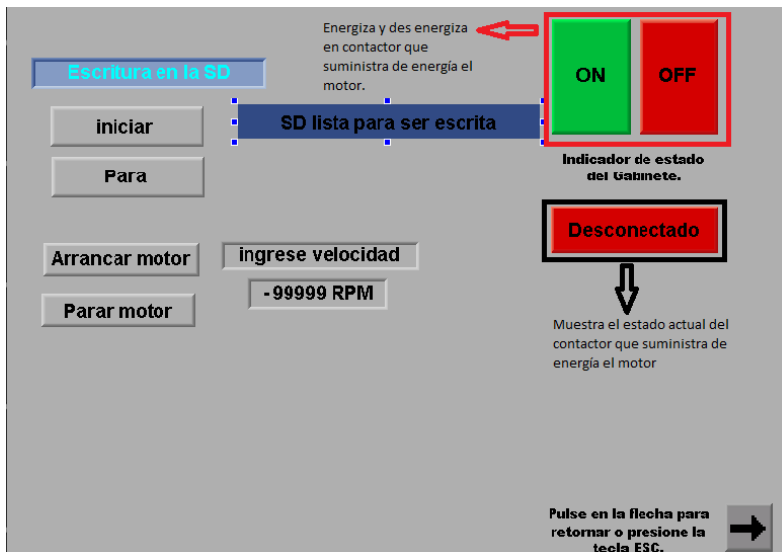 Energiza y des energiza
en contactor que
suministra de energía el
motor.
ON
OFF
Escritura en la SD
iniciar
SD lista para ser escrita
Para
Indicador de estado
del Gabinete.
Desconectado
Arrancar motor
ingrese velocidad
-99999 RPM
Parar motor
Muestra el estado actual del
contactor que suministra de
energía el motor
Pulse en la flecha para
retornar o presione la
tecla ESC.